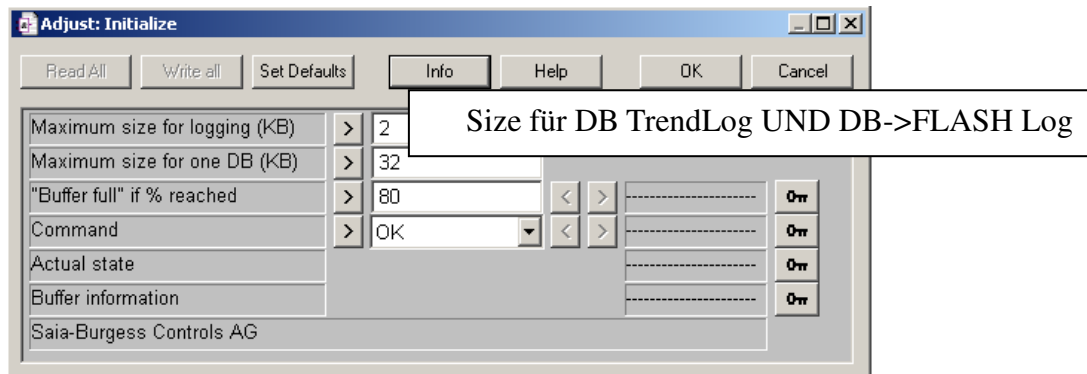 Adjust: Initialize
Read All Write all Set Defaults Info Help OK Cancel
Size für DB TrendLog UND DB->FLASH Log
Maximum size for logging (KB) > 2
Maximum size for one DB (KB) > 32
"Buffer full" if % reached > 80 < > ----------------------
Command > OK < > ----------------------
Actual state ----------------------
Buffer information ----------------------
Saia-Burgess Controls AG